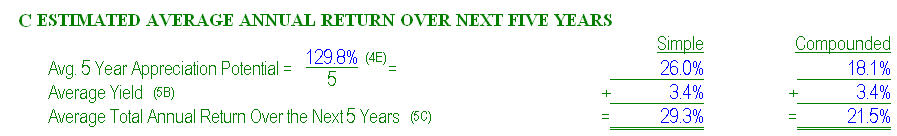 C ESTIMATED AVERAGE ANNUAL RETURN OVER NEXT FIVE YEARS
Simple Compounded
Avg. 5 Year Appreciation Potential = 129.8% (4E) = 26.0% 18.1%
5
Average Yield (5B) + 3.4% + 3.4%
Average Total Annual Return Over the Next 5 Years (5C) = 29.3% = 21.5%